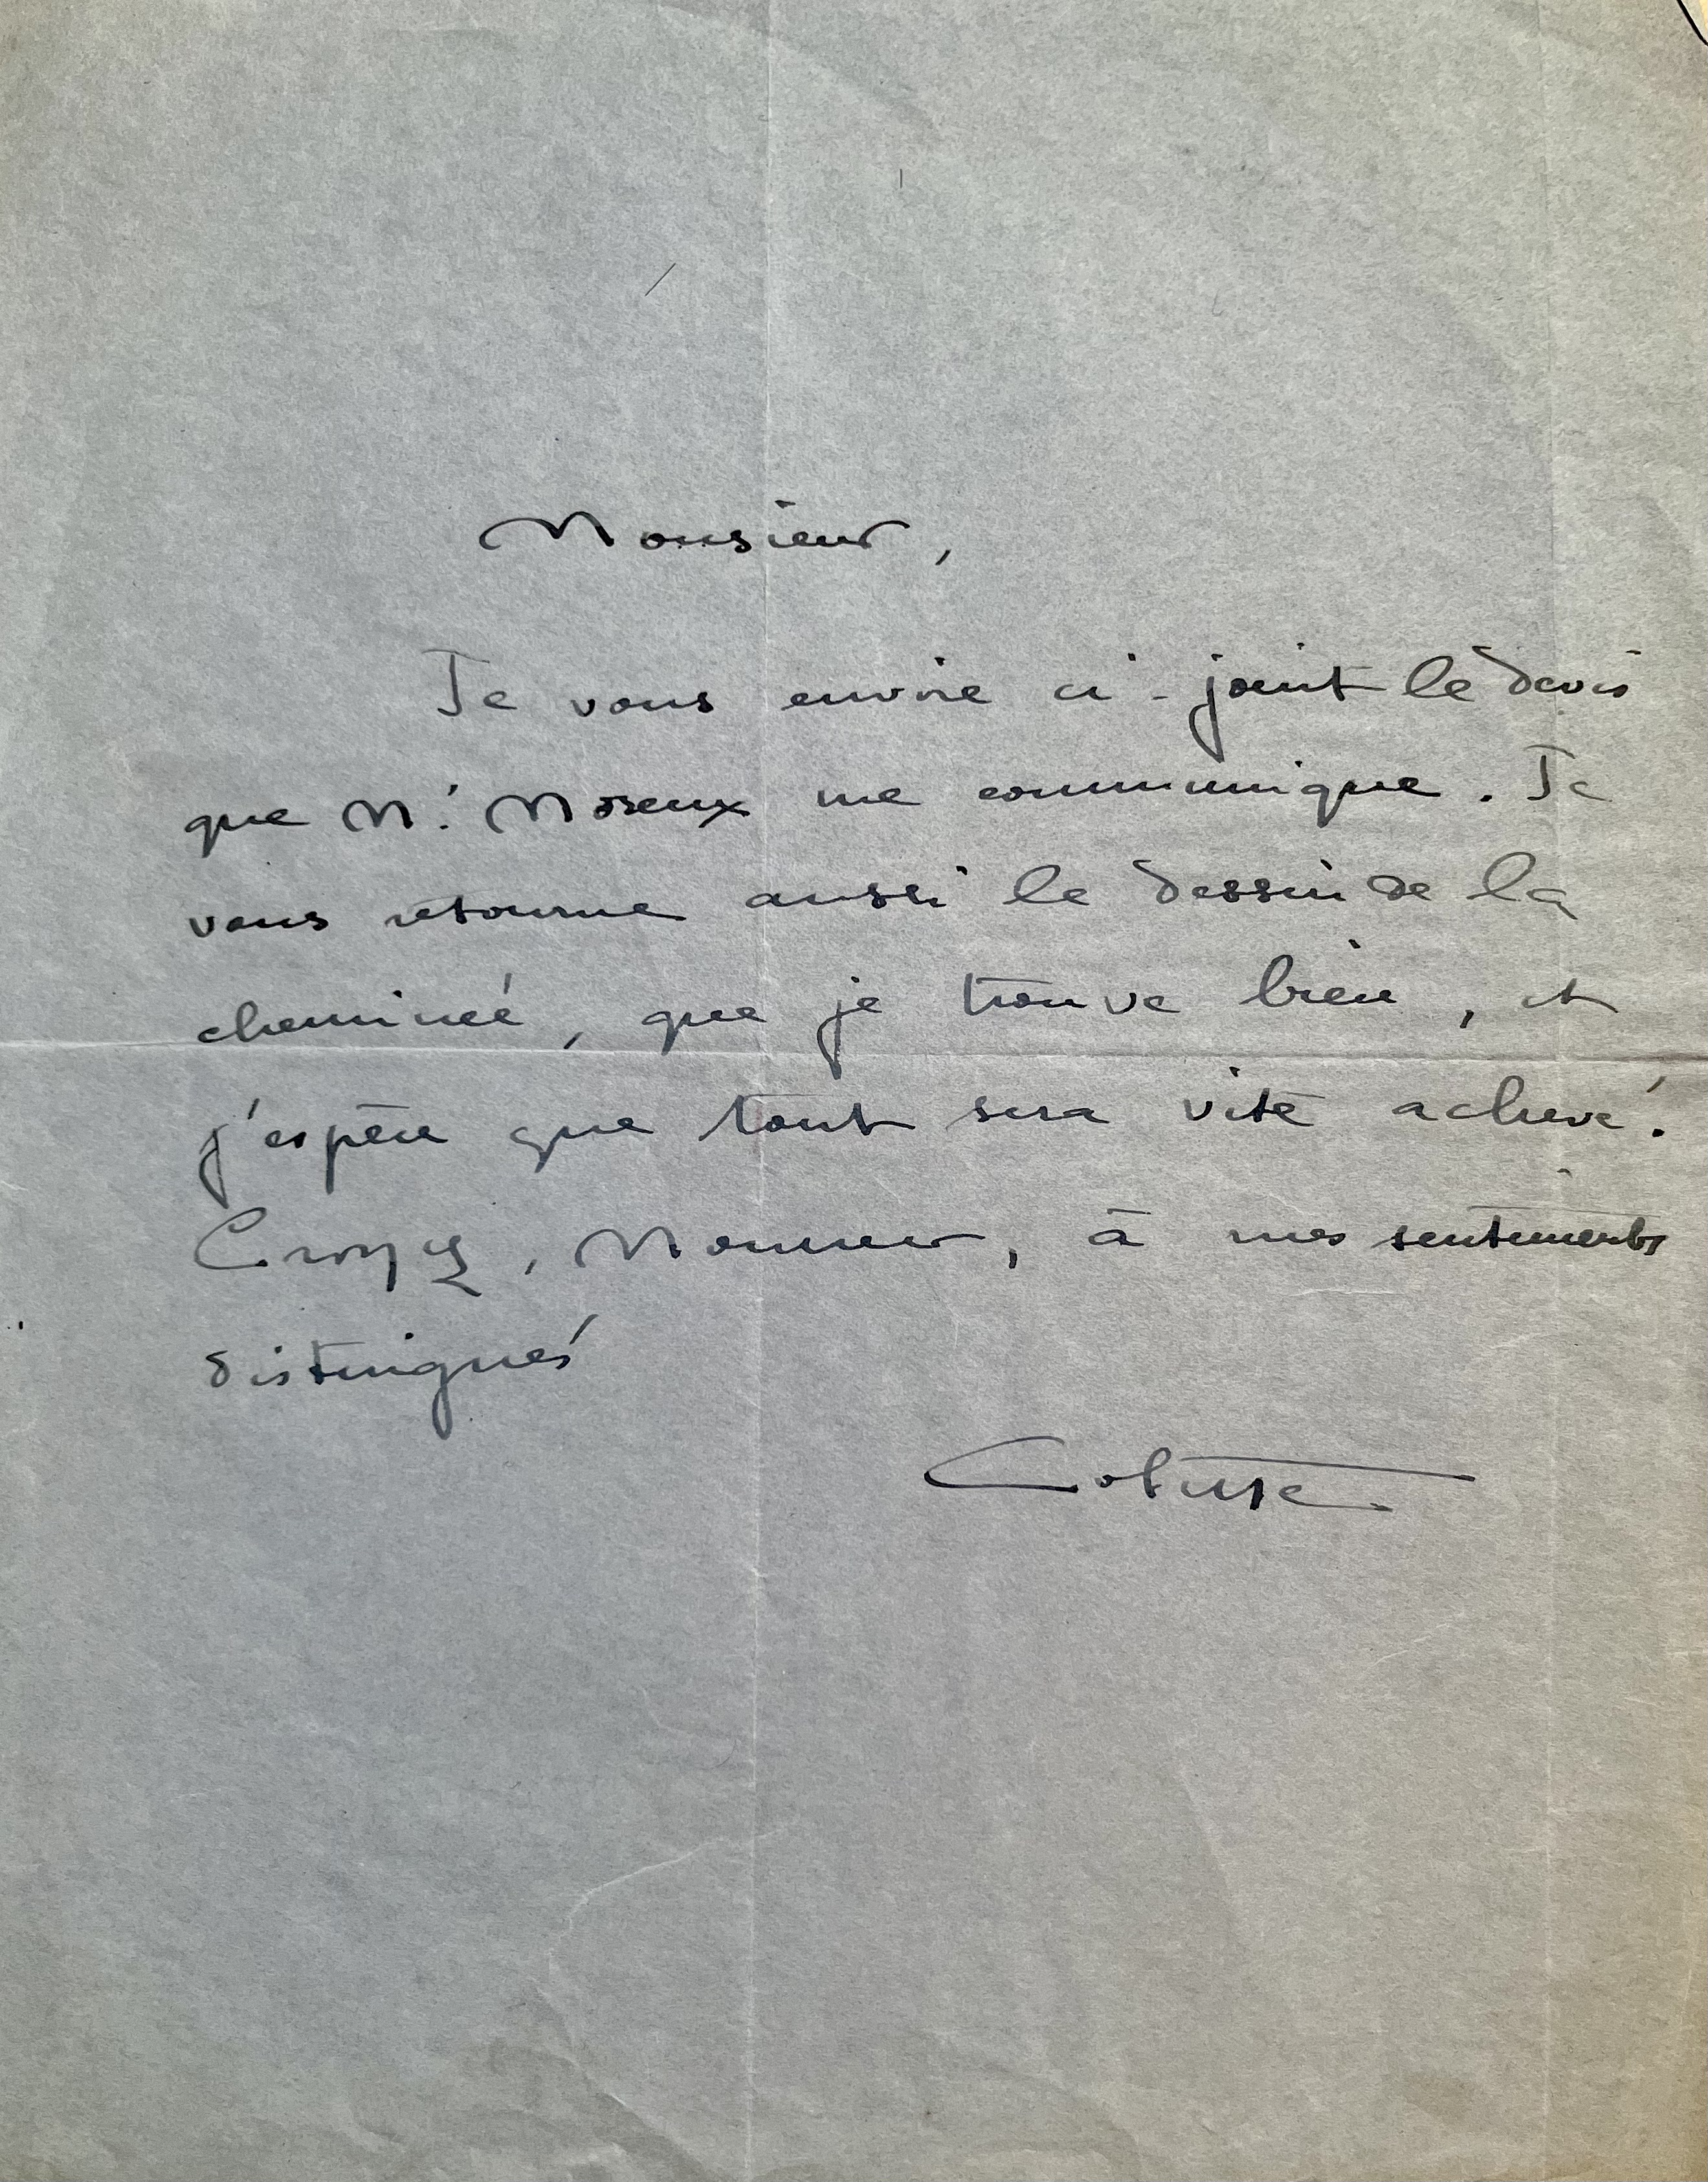 Monsieur,
Je vous envoie ci-joint le devis
que M. Moreux me communique. Je
vous retourne aussi le dessin de la
cheminée, que je trouve bien, et
j'espère que tout sera vite achevé.
Croyez, Monsieur, à mes sentiments
distingués
Colette